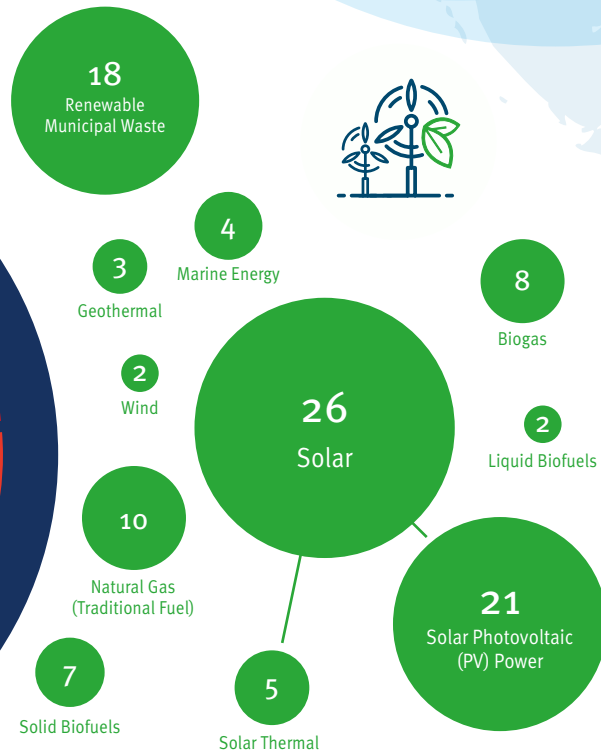 18
Renewable
Municipal Waste
4
Marine Energy
3
Geothermal
8
Biogas
2
Wind
26
Solar
2
Liquid Biofuels
10
Natural Gas
(Traditional Fuel)
21
Solar Photovoltaic
(PV) Power
7
Solid Biofuels
5
Solar Thermal